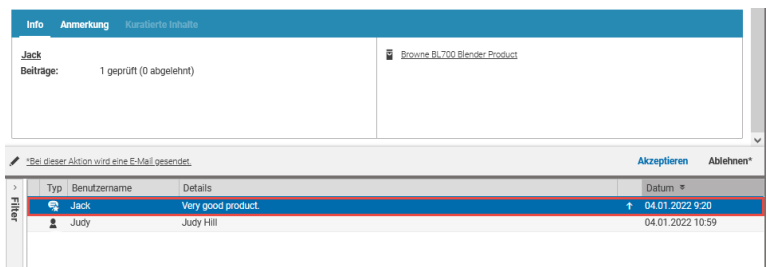 Info Anmerkung Kuratierte Inhalte
Jack
Beiträge: 1 geprüft (0 abgelehnt)
Browne BL700 Blender Product
*Bei dieser Aktion wird eine E-Mail gesendet. Akzeptieren Ablehnen*
Filter
Typ Benutzername Details Datum
Jack Very good product. 04.01.2022 9:20
Judy Judy Hill 04.01.2022 10:59